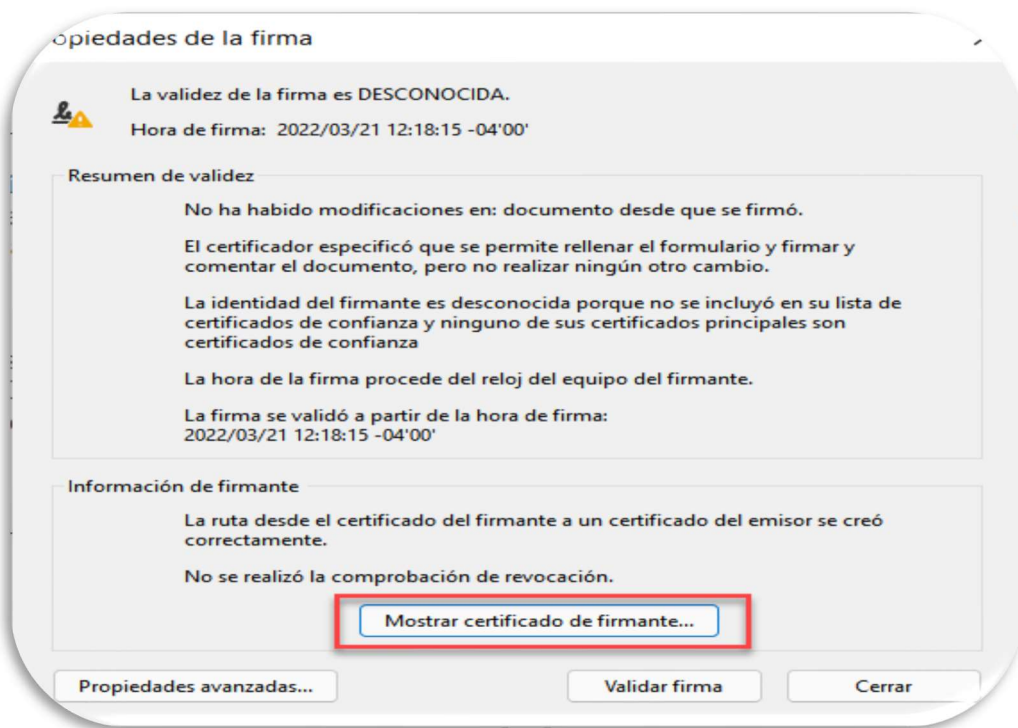 opiedades de la firma
La validez de la firma es DESCONOCIDA.
Hora de firma: 2022/03/21 12:18:15 -04'00'
Resumen de validez
No ha habido modificaciones en: documento desde que se firmó.
El certificador especificó que se permite rellenar el formulario y firmar y
comentar el documento, pero no realizar ningún otro cambio.
La identidad del firmante es desconocida porque no se incluyó en su lista de
certificados de confianza y ninguno de sus certificados principales son
certificados de confianza
La hora de la firma procede del reloj del equipo del firmante.
La firma se validó a partir de la hora de firma:
2022/03/21 12:18:15 -04'00'
Información de firmante
La ruta desde el certificado del firmante a un certificado del emisor se creó
correctamente.
No se realizó la comprobación de revocación.
Mostrar certificado de firmante...
Propiedades avanzadas...
Validar firma
Cerrar